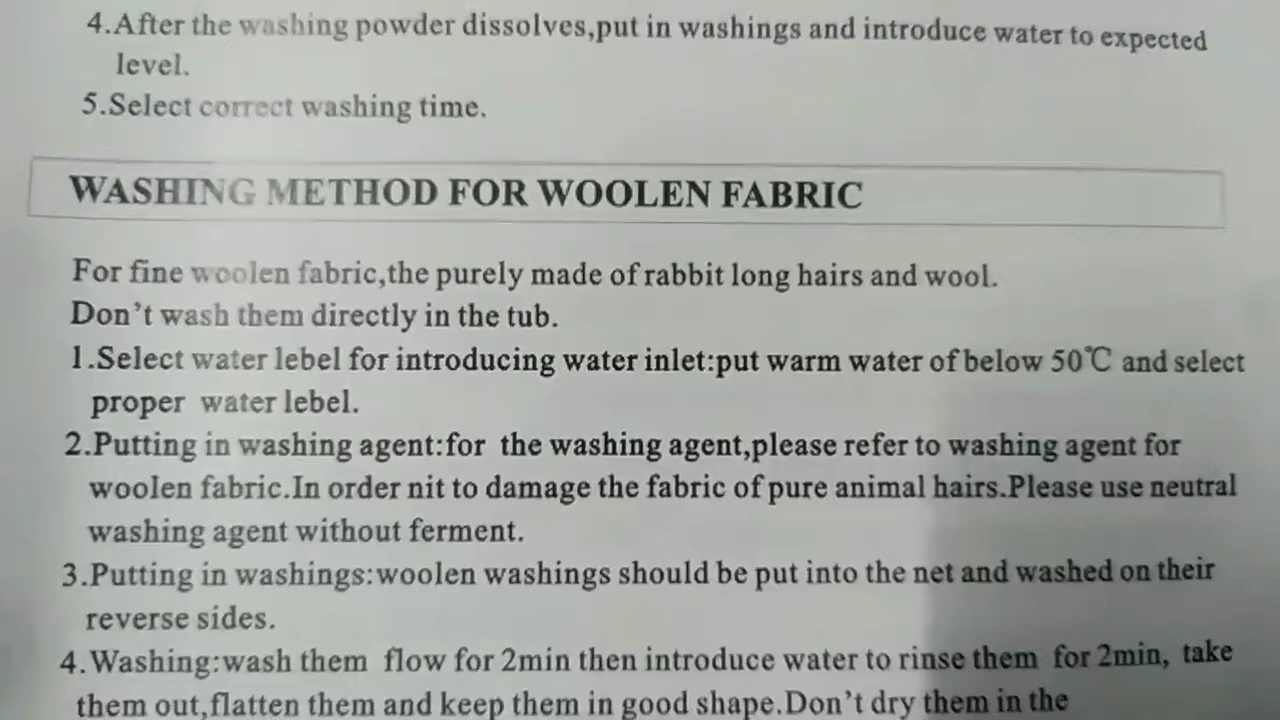 4.After the washing powder dissolves,put in washings and introduce water to expected
level.
5.Select correct washing time.
WASHING METHOD FOR WOOLEN FABRIC
For fine woolen fabric,the purely made of rabbit long hairs and wool.
Don't wash them directly in the tub.
1.Select water lebel for introducing water inlet:put warm water of below 50℃ and select
proper water lebel.
2.Putting in washing agent:for the washing agent,please refer to washing agent for
woolen fabric.In order nit to damage the fabric of pure animal hairs.Please use neutral
washing agent without ferment.
3.Putting in washings:woolen washings should be put into the net and washed on their
reverse sides.
4.Washing:wash them flow for 2min then introduce water to rinse them for 2min, take
them out,flatten them and keep them in good shape.Don't dry them in the